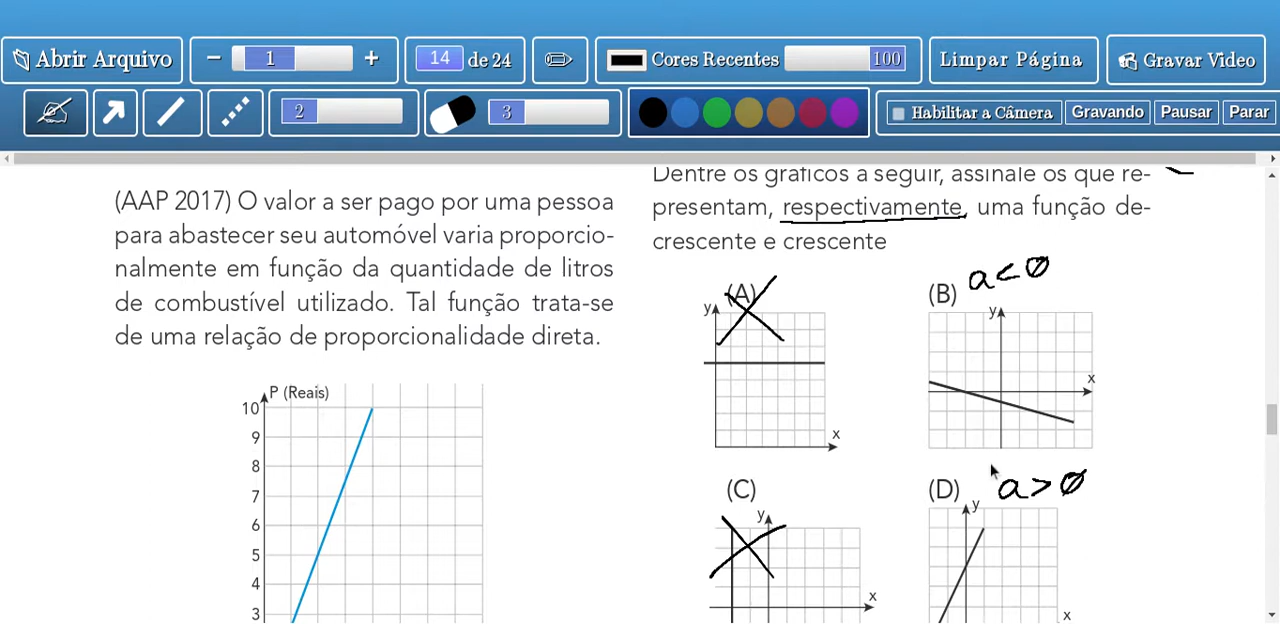 Abrir Arquivo
− 1 +
14 de 24
Cores Recentes 100
Limpar Página
Gravar Video
2
3
Habilitar a Câmera
Gravando
Pausar
Parar
(AAP 2017) O valor a ser pago por uma pessoa
para abastecer seu automóvel varia proporcio-
nalmente em função da quantidade de litros
de combustível utilizado. Tal função trata-se
de uma relação de proporcionalidade direta.
P (Reais)
10
9
8
7
6
5
4
3
Dentre os gráficos a seguir, assinale os que re-
presentam, respectivamente, uma função de-
crescente e crescente
(A)
y
x
(B) a<0
y
x
(C)
y
x
(D) a>0
y
x